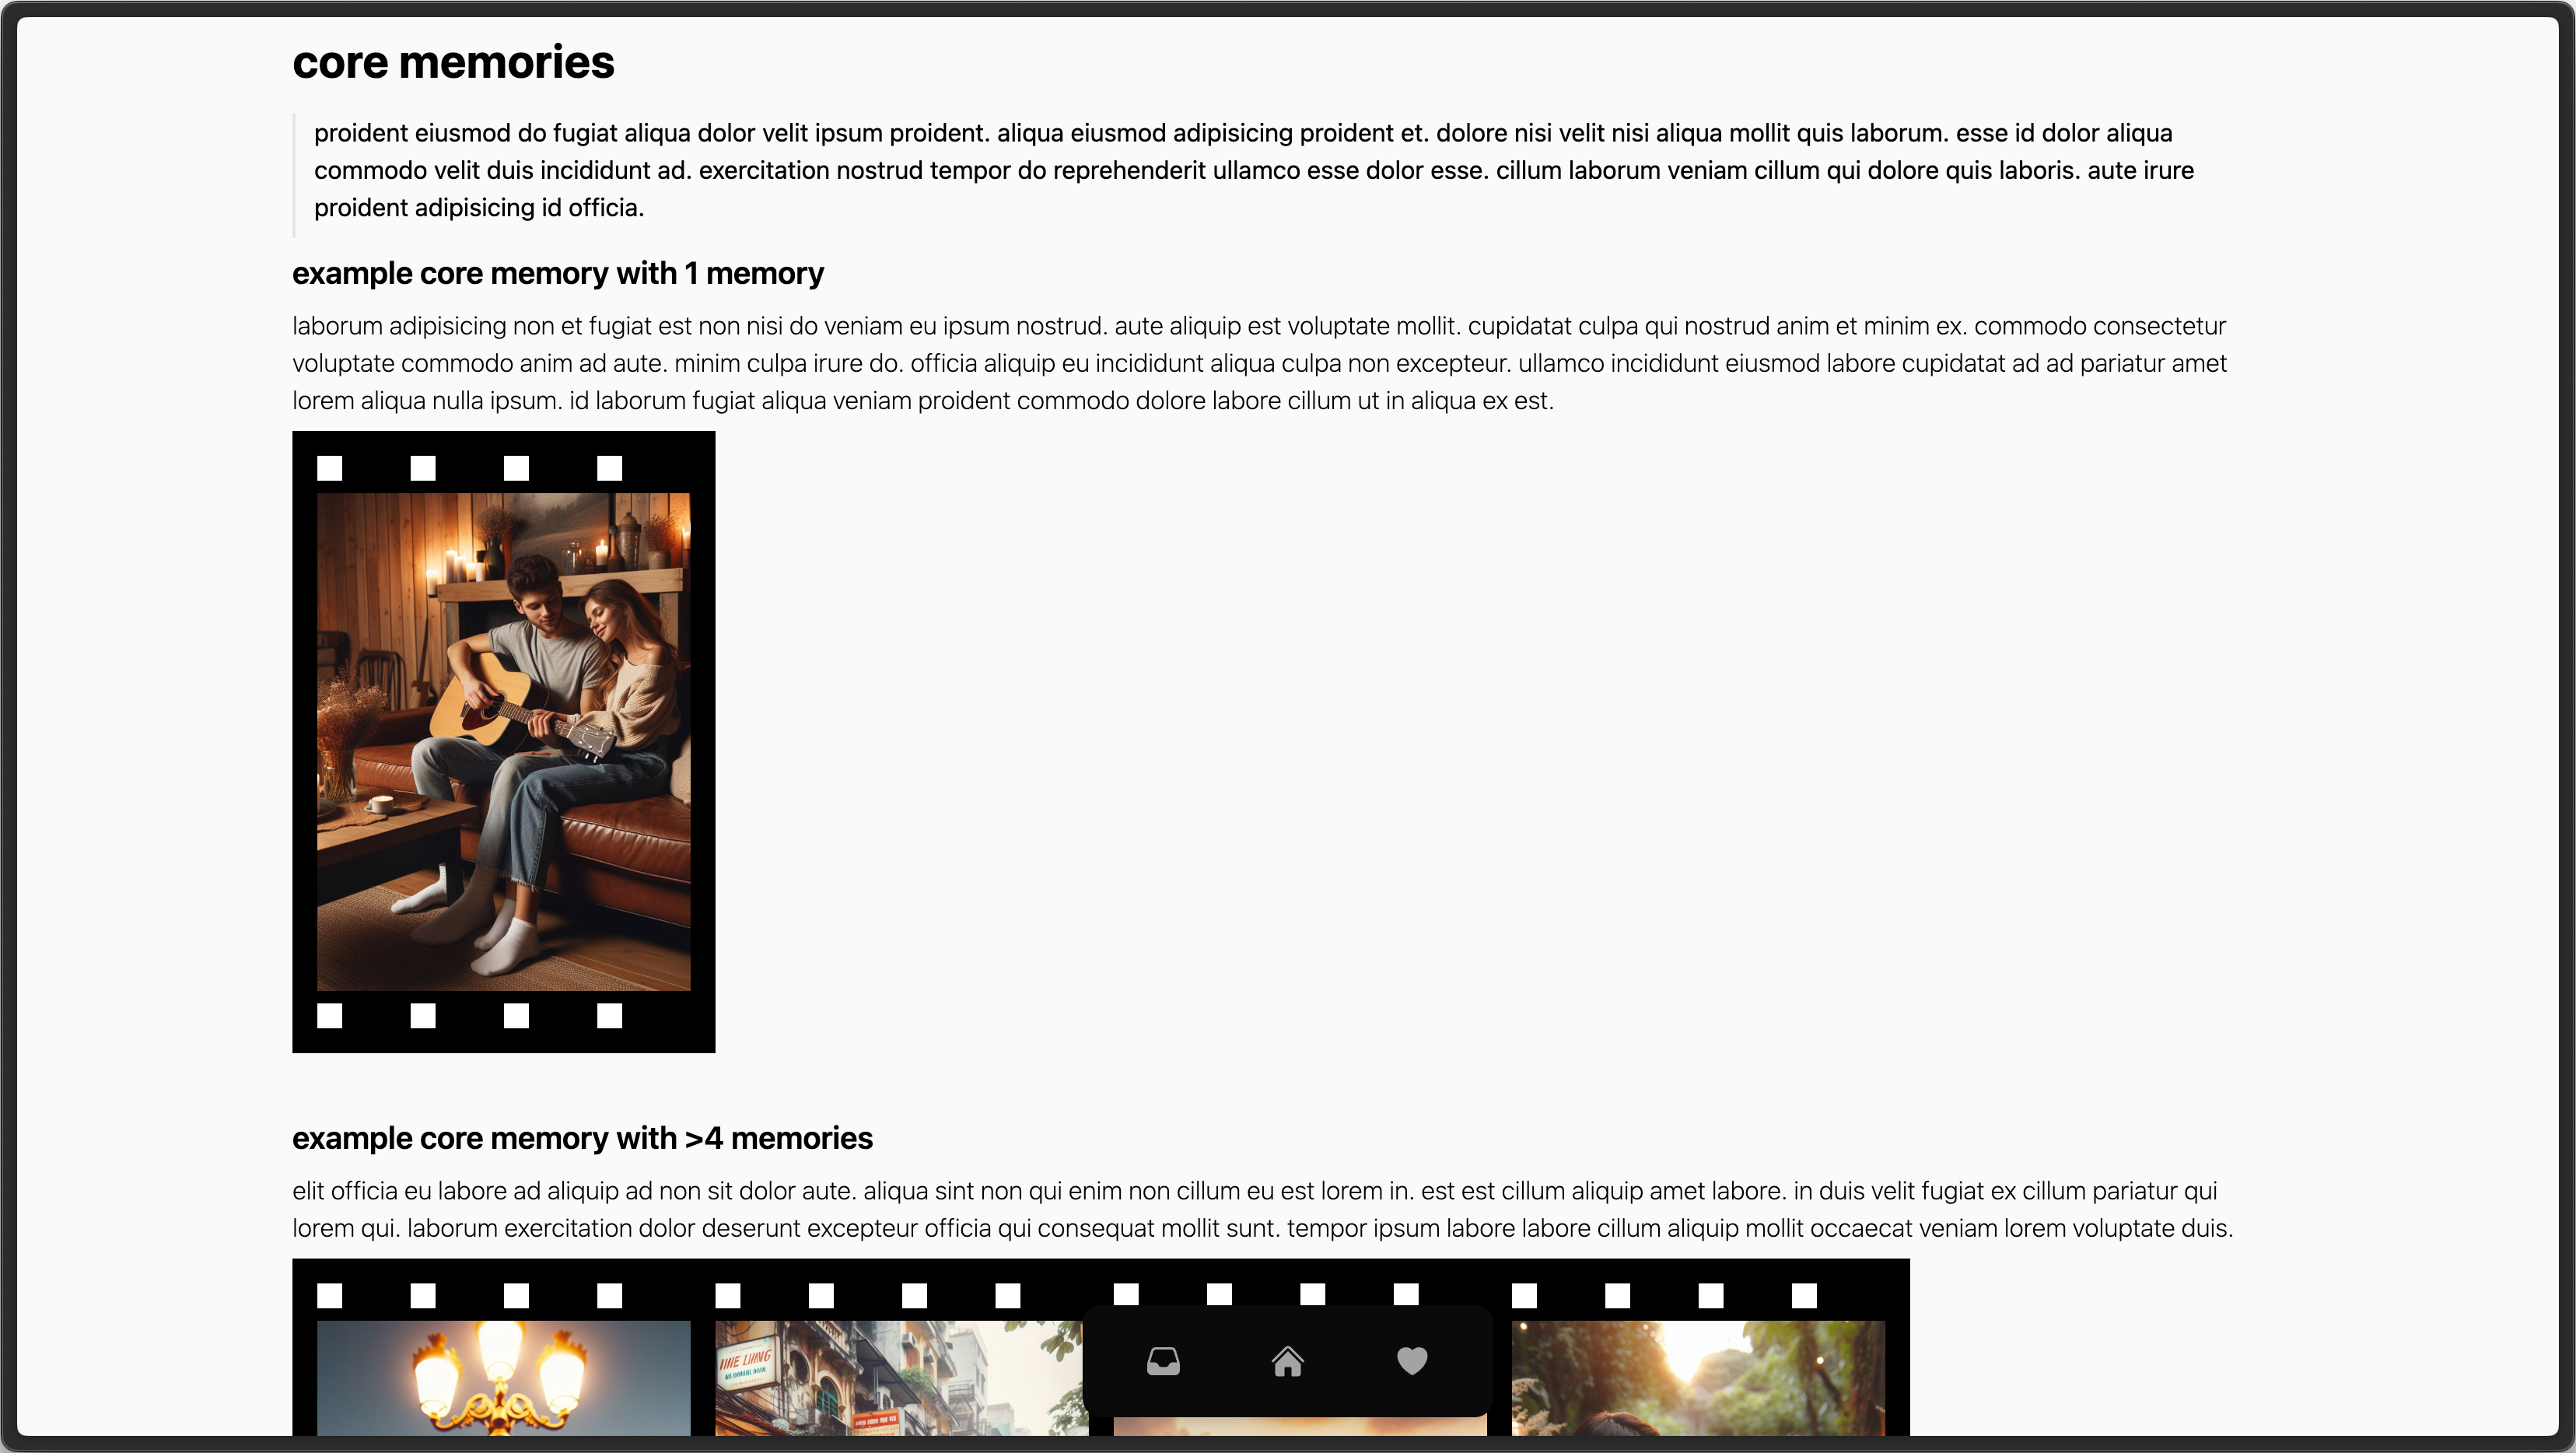 core memories
proident eiusmod do fugiat aliqua dolor velit ipsum proident. aliqua eiusmod adipisicing proident et. dolore nisi velit nisi aliqua mollit quis laborum. esse id dolor aliqua
commodo velit duis incididunt ad. exercitation nostrud tempor do reprehenderit ullamco esse dolor esse. cillum laborum veniam cillum qui dolore quis laboris. aute irure
proident adipisicing id officia.
example core memory with 1 memory
laborum adipisicing non et fugiat est non nisi do veniam eu ipsum nostrud. aute aliquip est voluptate mollit. cupidatat culpa qui nostrud anim et minim ex. commodo consectetur
voluptate commodo anim ad aute. minim culpa irure do. officia aliquip eu incididunt aliqua culpa non excepteur. ullamco incididunt eiusmod labore cupidatat ad ad pariatur amet
lorem aliqua nulla ipsum. id laborum fugiat aliqua veniam proident commodo dolore labore cillum ut in aliqua ex est.
example core memory with >4 memories
elit officia eu labore ad aliquip ad non sit dolor aute. aliqua sint non qui enim non cillum eu est lorem in. est est cillum aliquip amet labore. in duis velit fugiat ex cillum pariatur qui
lorem qui. laborum exercitation dolor deserunt excepteur officia qui consequat mollit sunt. tempor ipsum labore labore cillum aliquip mollit occaecat veniam lorem voluptate duis.